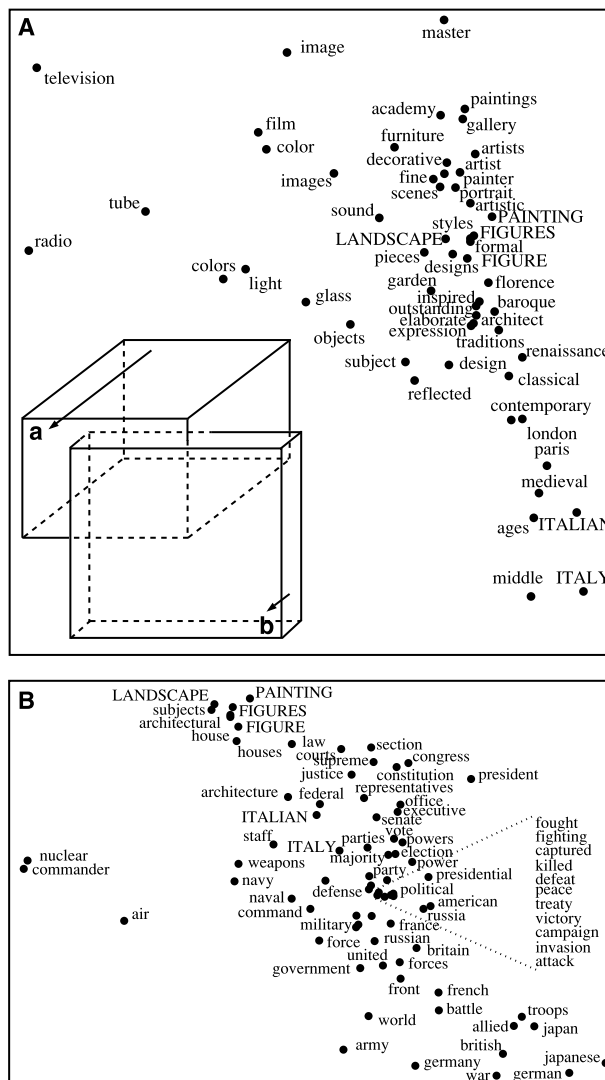 A
master
image
television
paintings
academy
gallery
film
furniture
color
artists
decorative
artist
images
fine
painter
scenes
portrait
tube
artistic
sound
PAINTING
styles
FIGURES
radio
LANDSCAPE
formal
pieces
FIGURE
colors
designs
light
garden
florence
glass
inspired
baroque
outstanding
elaborate
architect
objects
expression
traditions
renaissance
subject
design
classical
reflected
contemporary
a
london
paris
medieval
ages
ITALIAN
middle
ITALY
b
B
LANDSCAPE
PAINTING
subjects
FIGURES
architectural
FIGURE
house
houses
law
section
courts
supreme
congress
justice
constitution
president
architecture
federal
representatives
office
ITALIAN
executive
senate
staff
vote
parties
powers
fought
ITALY
election
fighting
nuclear
majority
captured
commander
weapons
power
killed
party
presidential
defeat
navy
defense
political
peace
naval
american
treaty
air
command
russia
victory
military
france
campaign
force
russian
invasion
united
britain
attack
government
forces
front
french
battle
troops
world
allied
japan
army
british
germany
japanese
war
german